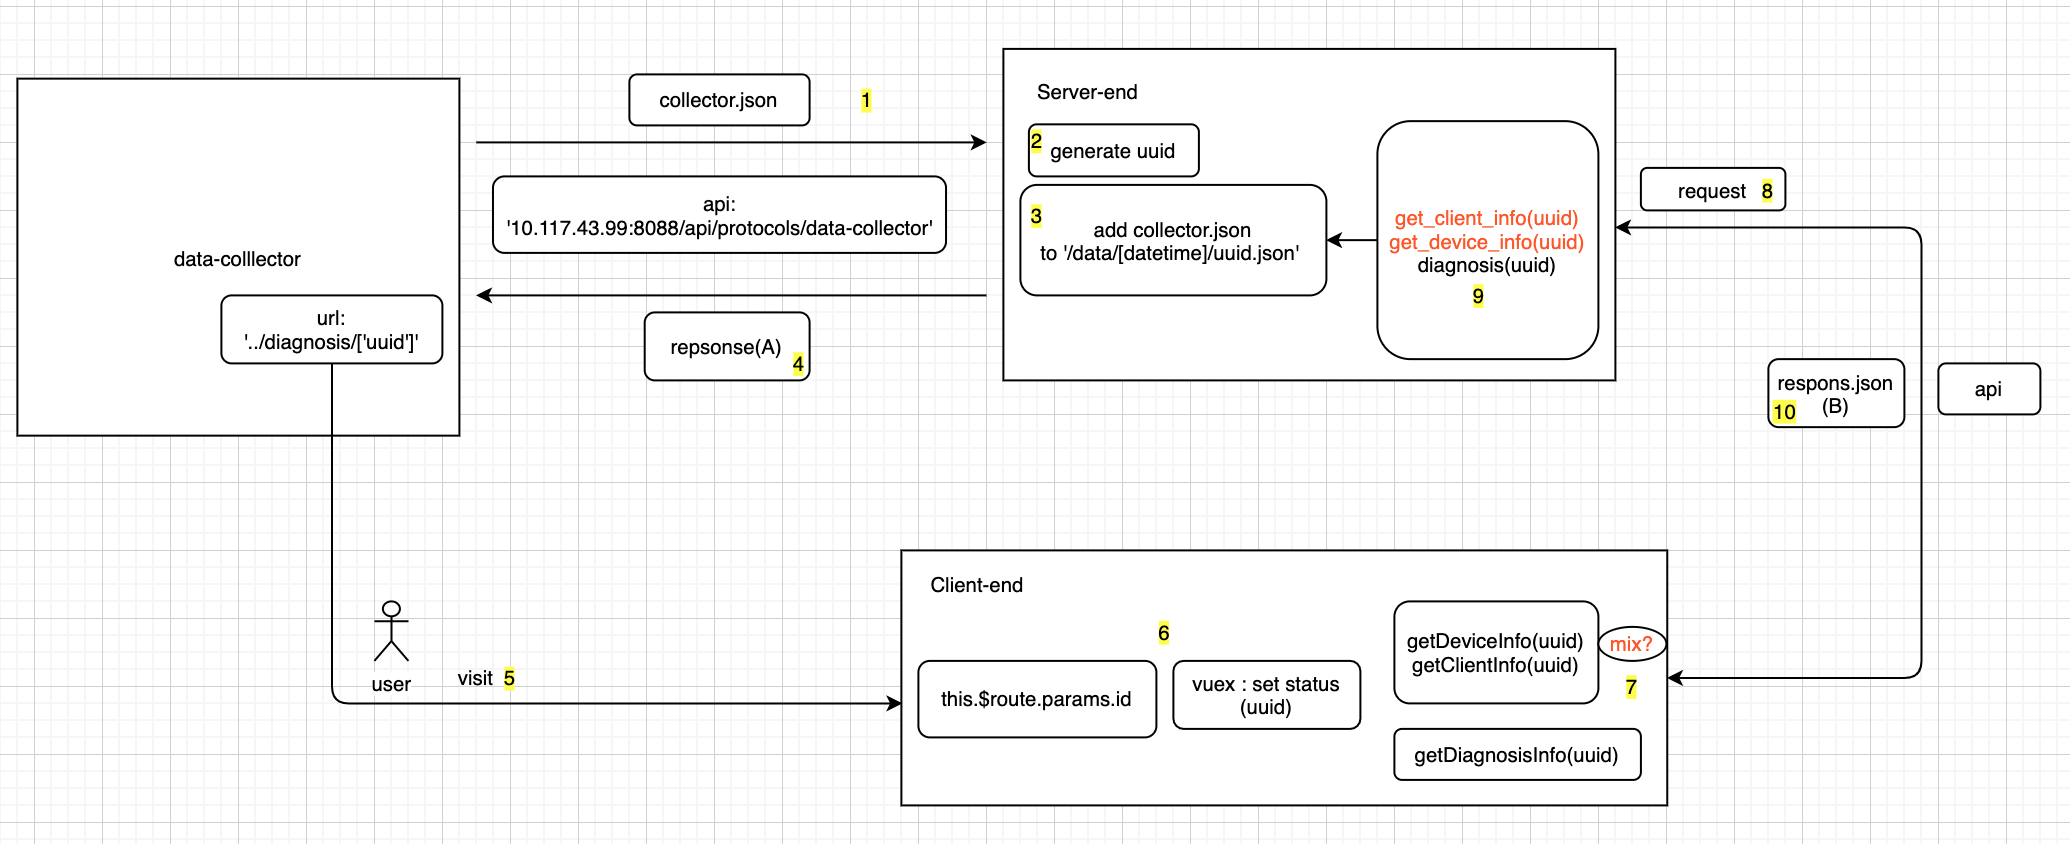 data-colllector
url:
'../diagnosis/['uuid']'
collector.json
1
api:
'10.117.43.99:8088/api/protocols/data-collector'
repsonse(A)
4
Server-end
2
generate uuid
3
add collector.json
to '/data/[datetime]/uuid.json'
get_client_info(uuid)
get_device_info(uuid)
diagnosis(uuid)
9
request 8
respons.json
(B)
10
api
user
visit 5
Client-end
6
this.$route.params.id
vuex : set status
(uuid)
getDeviceInfo(uuid)
getClientInfo(uuid)
mix?
7
getDiagnosisInfo(uuid)